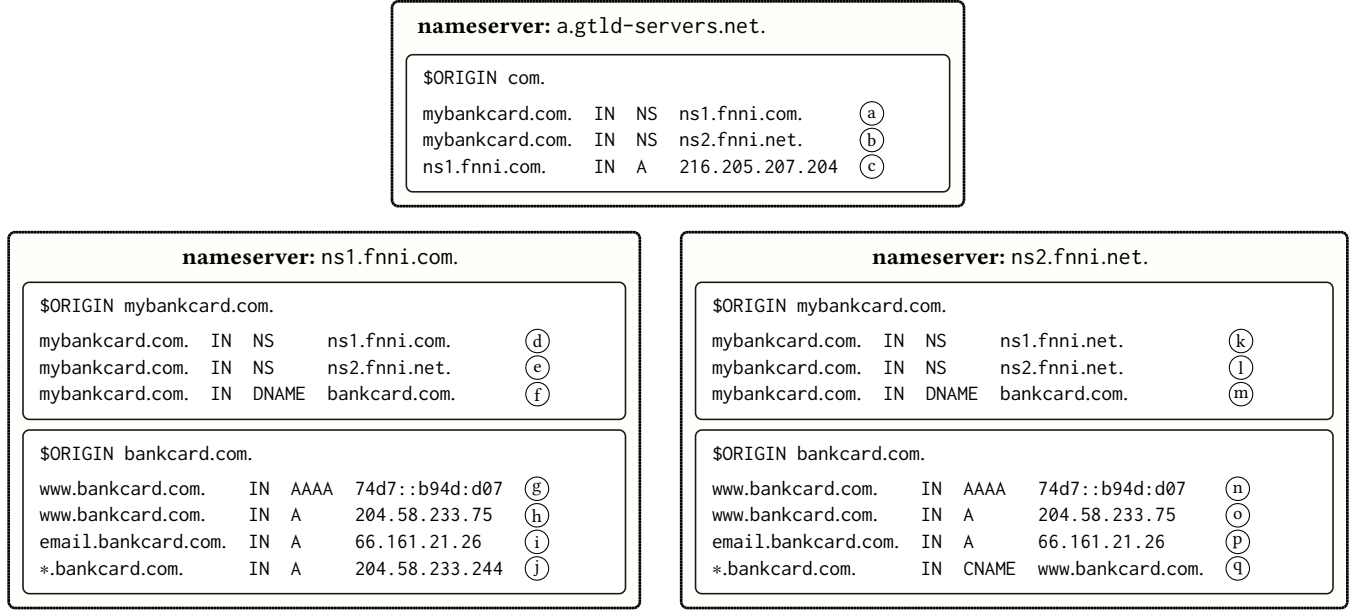 nameserver: a.gtld-servers.net.
$ORIGIN com.
mybankcard.com. IN NS ns1.fnni.com. a
mybankcard.com. IN NS ns2.fnni.net. b
ns1.fnni.com. IN A 216.205.207.204 c
nameserver: ns1.fnni.com.
$ORIGIN mybankcard.com.
mybankcard.com. IN NS ns1.fnni.com. d
mybankcard.com. IN NS ns2.fnni.net. e
mybankcard.com. IN DNAME bankcard.com. f
$ORIGIN bankcard.com.
www.bankcard.com. IN AAAA 74d7::b94d:d07 g
www.bankcard.com. IN A 204.58.233.75 h
email.bankcard.com. IN A 66.161.21.26 i
*.bankcard.com. IN A 204.58.233.244 j
nameserver: ns2.fnni.net.
$ORIGIN mybankcard.com.
mybankcard.com. IN NS ns1.fnni.net. k
mybankcard.com. IN NS ns2.fnni.net. l
mybankcard.com. IN DNAME bankcard.com. m
$ORIGIN bankcard.com.
www.bankcard.com. IN AAAA 74d7::b94d:d07 n
www.bankcard.com. IN A 204.58.233.75 o
email.bankcard.com. IN A 66.161.21.26 p
*.bankcard.com. IN CNAME www.bankcard.com. q